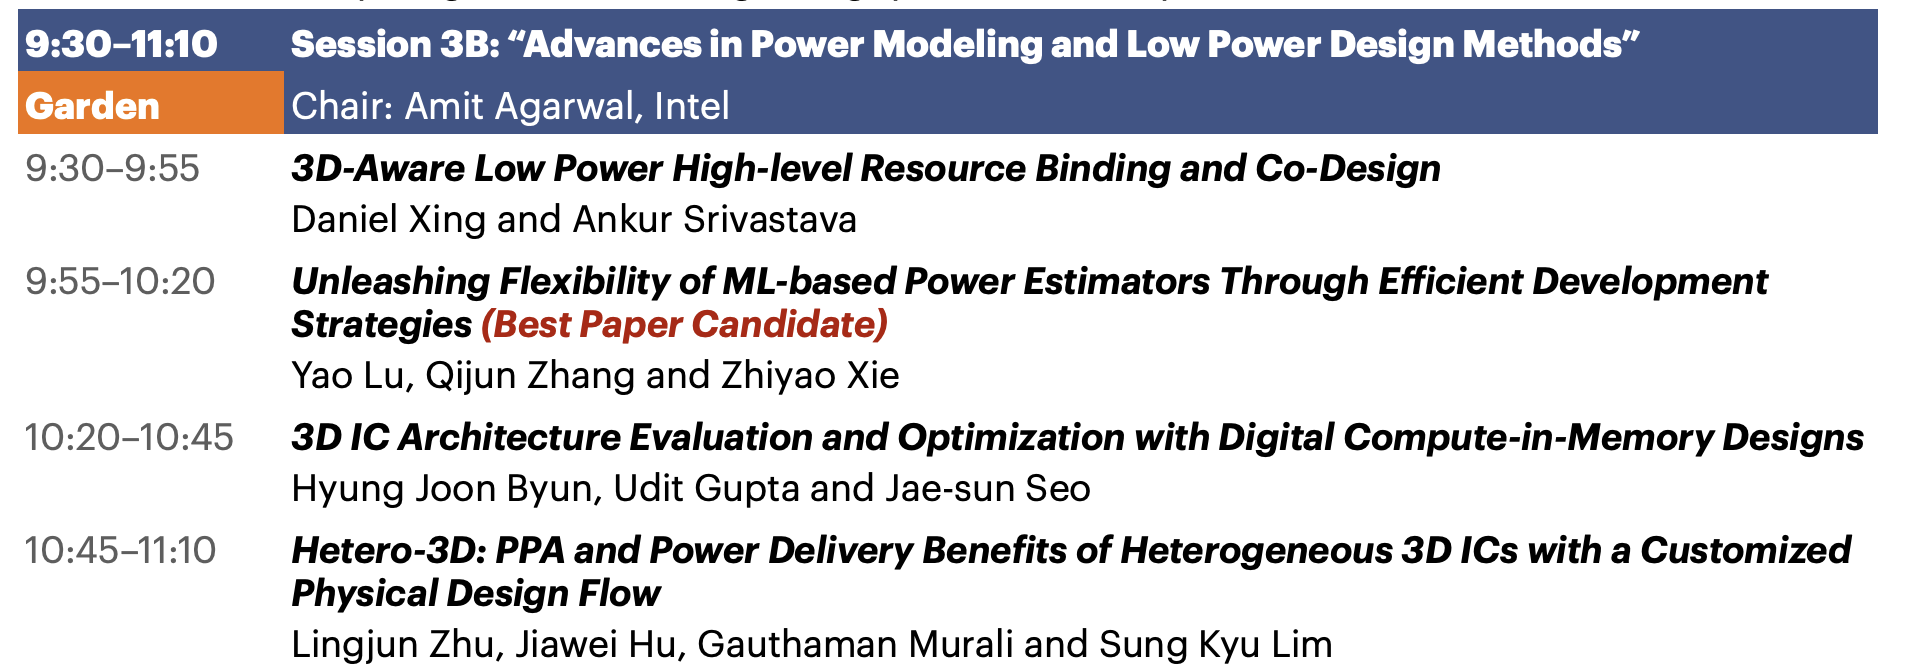 9:30–11:10 Session 3B: “Advances in Power Modeling and Low Power Design Methods”
Garden Chair: Amit Agarwal, Intel
9:30–9:55 3D-Aware Low Power High-level Resource Binding and Co-Design
Daniel Xing and Ankur Srivastava
9:55–10:20 Unleashing Flexibility of ML-based Power Estimators Through Efficient Development
Strategies (Best Paper Candidate)
Yao Lu, Qijun Zhang and Zhiyao Xie
10:20–10:45 3D IC Architecture Evaluation and Optimization with Digital Compute-in-Memory Designs
Hyung Joon Byun, Udit Gupta and Jae-sun Seo
10:45–11:10 Hetero-3D: PPA and Power Delivery Benefits of Heterogeneous 3D ICs with a Customized
Physical Design Flow
Lingjun Zhu, Jiawei Hu, Gauthaman Murali and Sung Kyu Lim